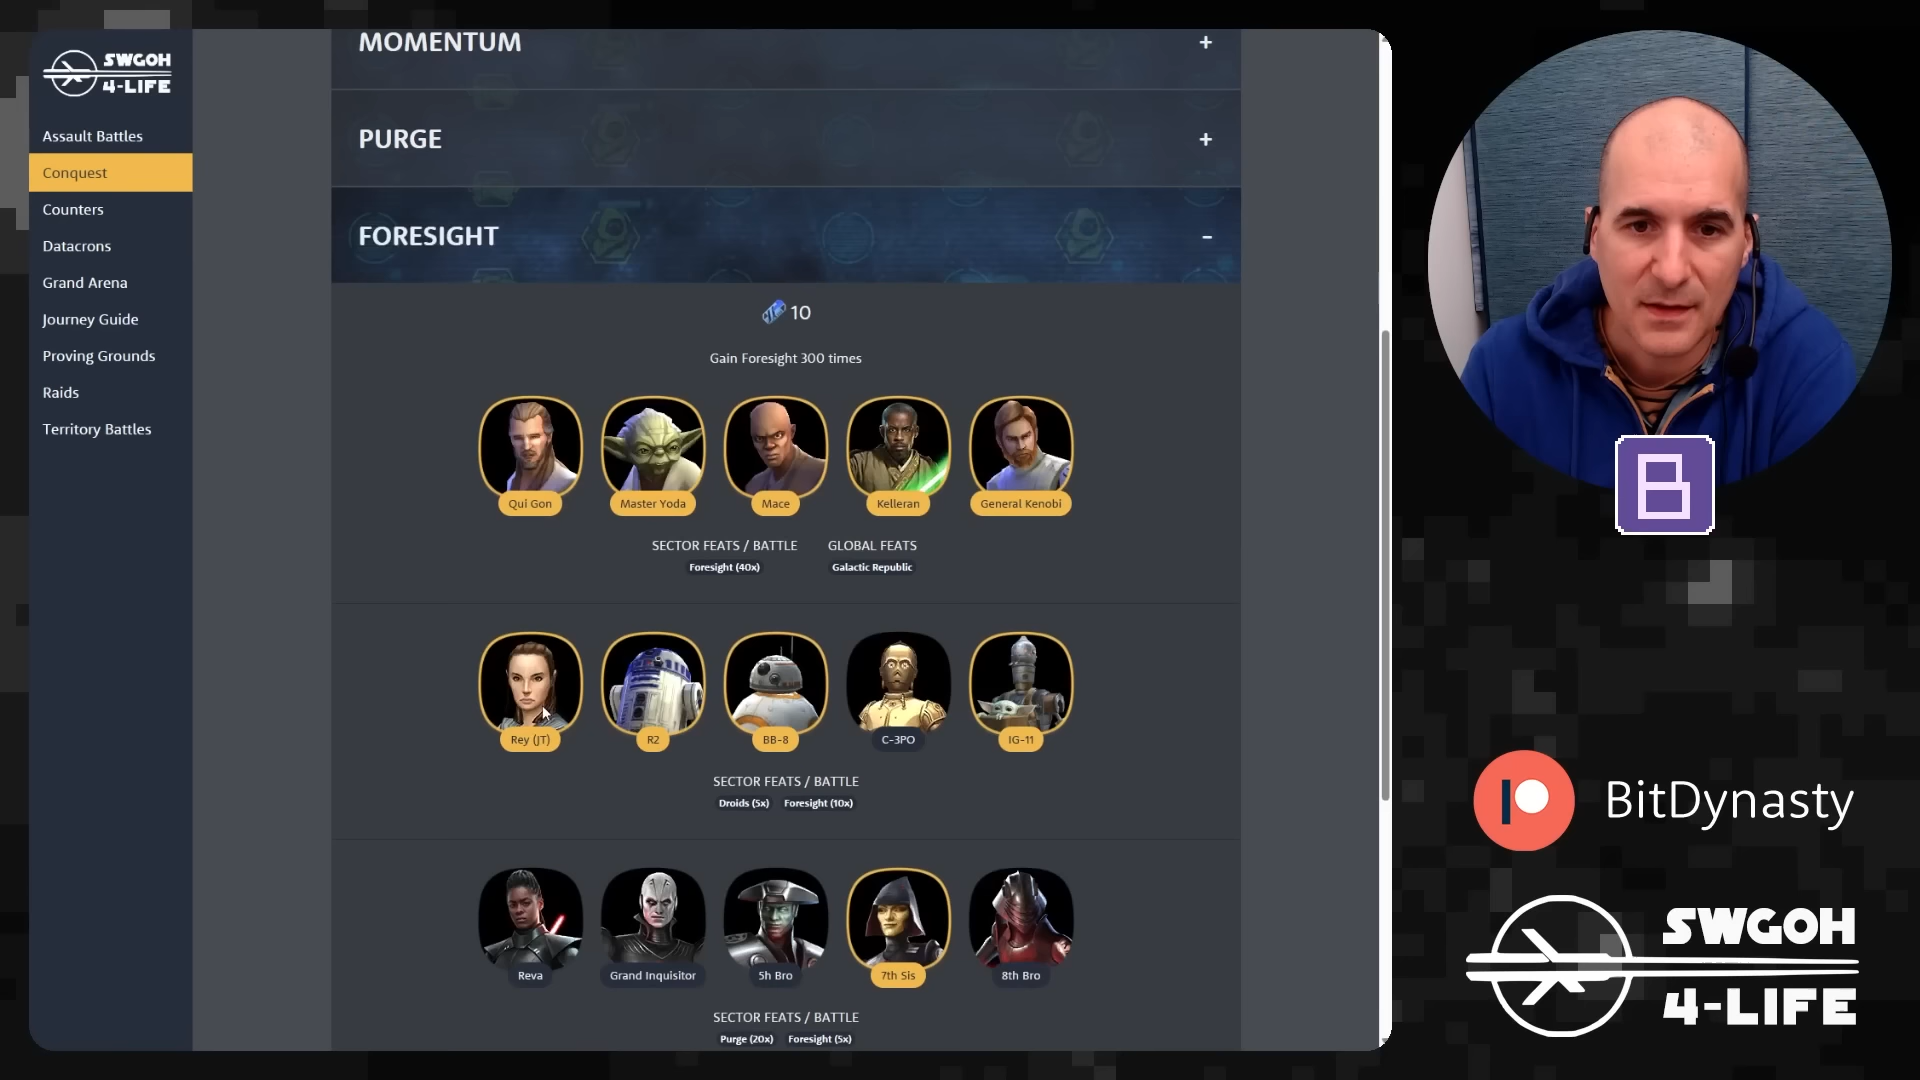 SWGOH
4-LIFE
Assault Battles
Conquest
Counters
Datacrons
Grand Arena
Journey Guide
Proving Grounds
Raids
Territory Battles
MOMENTUM
+
PURGE
+
FORESIGHT
-
10
Gain Foresight 300 times
Qui Gon
Master Yoda
Mace
Kelleran
General Kenobi
SECTOR FEATS / BATTLE
GLOBAL FEATS
Foresight (40x)
Galactic Republic
Rey (JT)
R2
BB-8
C-3PO
IG-11
SECTOR FEATS / BATTLE
Droids (5x)
Foresight (10x)
Reva
Grand Inquisitor
5h Bro
7th Sis
8th Bro
SECTOR FEATS / BATTLE
Purge (20x)
Foresight (5x)
B
BitDynasty
SWGOH
4-LIFE